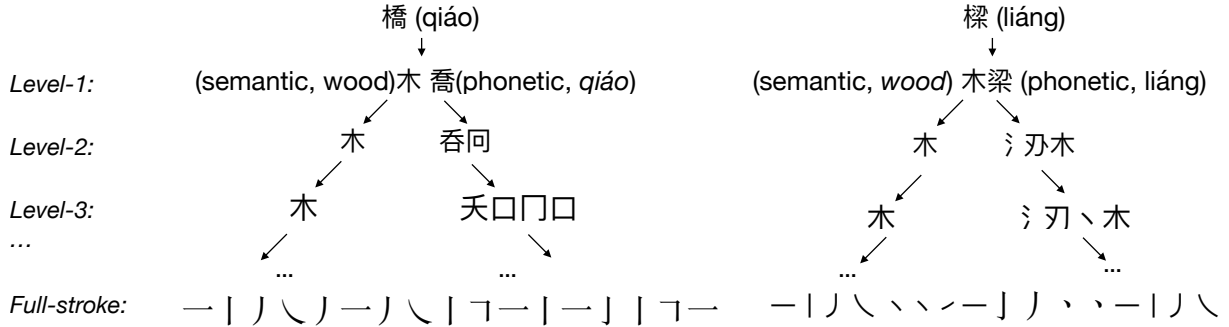 橋 (qiáo) 樑 (liáng)
Level-1: (semantic, wood)木 喬(phonetic, qiáo) (semantic, wood) 木梁 (phonetic, liáng)
Level-2: 木 呑冋 木 氵刅木
Level-3: 木 夭口冂口 木 氵刃丶木
... ... ... ... ...
Full-stroke: 一丨丿㇏丿一丿㇏丨㇕一丨一亅丨㇕一 一丨丿㇏丶丶㇀一亅丿丶丶一丨丿㇏